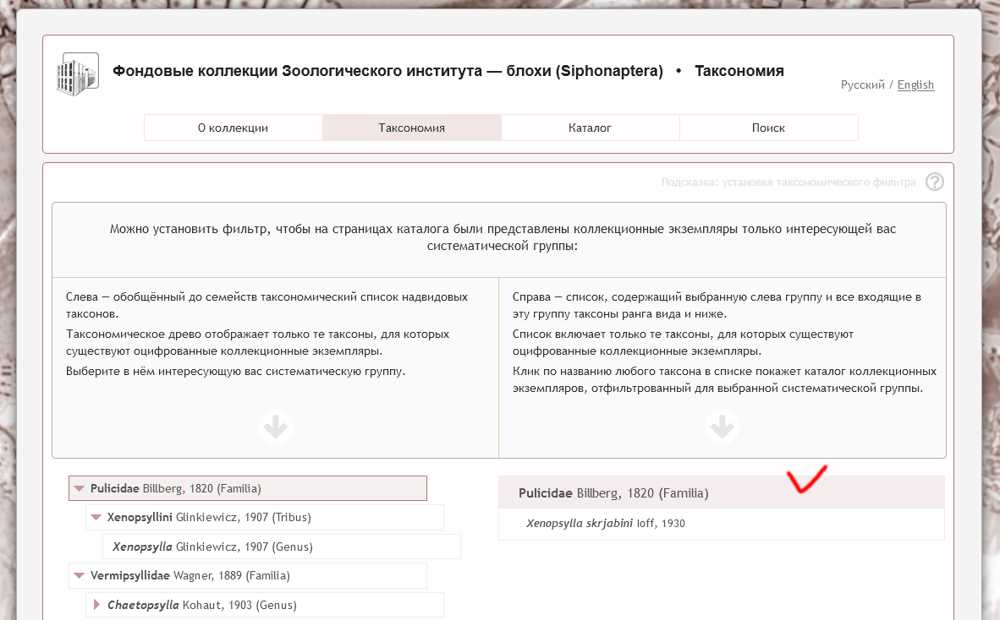 Фондовые коллекции Зоологического института — блохи (Siphonaptera) • Таксономия
Русский / English
О коллекции
Таксономия
Каталог
Поиск
Подсказка: установка таксономического фильтра ?
Можно установить фильтр, чтобы на страницах каталога были представлены коллекционные экземпляры только интересующей вас
систематической группы:
Слева — обобщённый до семейств таксономический список надвидовых
таксонов.
Таксономическое древо отображает только те таксоны, для которых
существуют оцифрованные коллекционные экземпляры.
Выберите в нём интересующую вас систематическую группу.
Справа — список, содержащий выбранную слева группу и все входящие в
эту группу таксоны ранга вида и ниже.
Список включает только те таксоны, для которых существуют
оцифрованные коллекционные экземпляры.
Клик по названию любого таксона в списке покажет каталог коллекционных
экземпляров, отфильтрованный для выбранной систематической группы.
Pulicidae Billberg, 1820 (Familia)
Xenopsyllini Glinkiewicz, 1907 (Tribus)
Xenopsylla Glinkiewicz, 1907 (Genus)
Vermipsyllidae Wagner, 1889 (Familia)
Chaetopsylla Kohaut, 1903 (Genus)
Pulicidae Billberg, 1820 (Familia)
Xenopsylla skrjabini Ioff, 1930